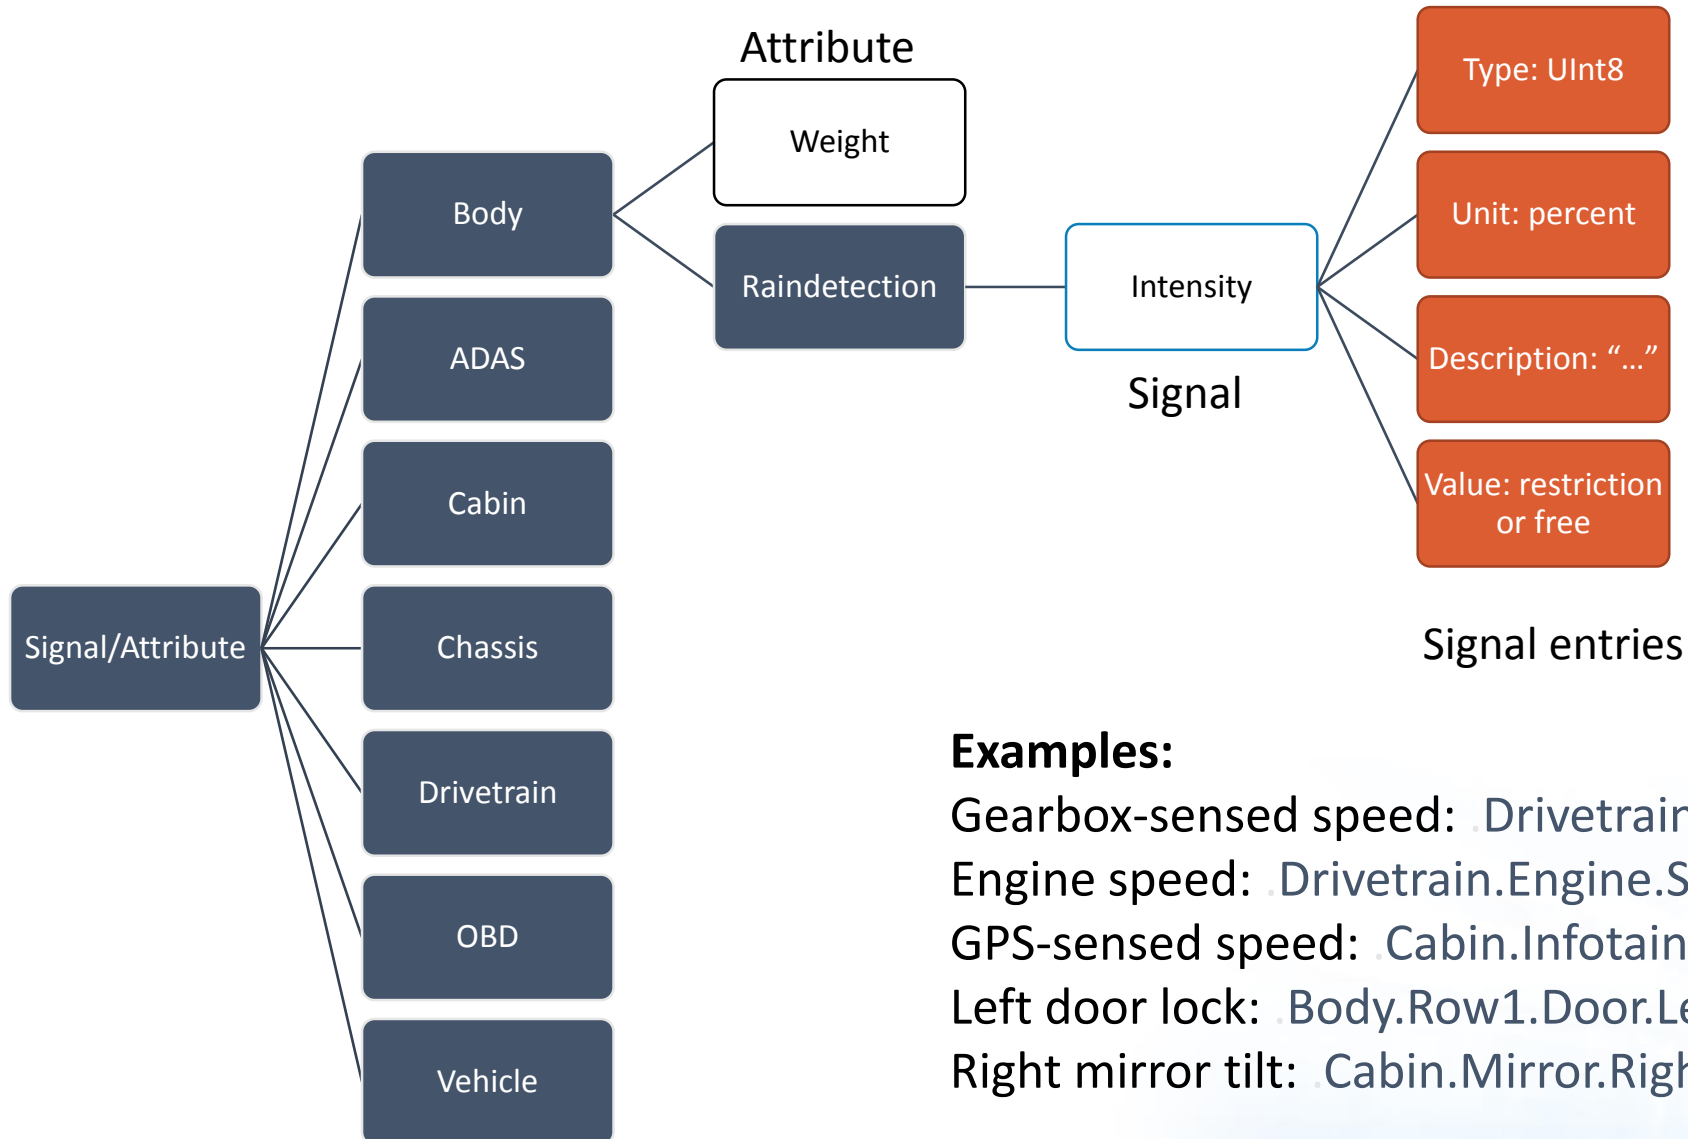 Attribute
Weight
Type: UInt8
Body
Raindetection
Intensity
Signal
Unit: percent
Description: “...”
Value: restriction
or free
Signal entries
ADAS
Cabin
Signal/Attribute
Chassis
Drivetrain
OBD
Vehicle
Examples:
Gearbox-sensed speed: .Drivetrain
Engine speed: .Drivetrain.Engine.S
GPS-sensed speed: .Cabin.Infotain
Left door lock: .Body.Row1.Door.Le
Right mirror tilt: .Cabin.Mirror.Righ